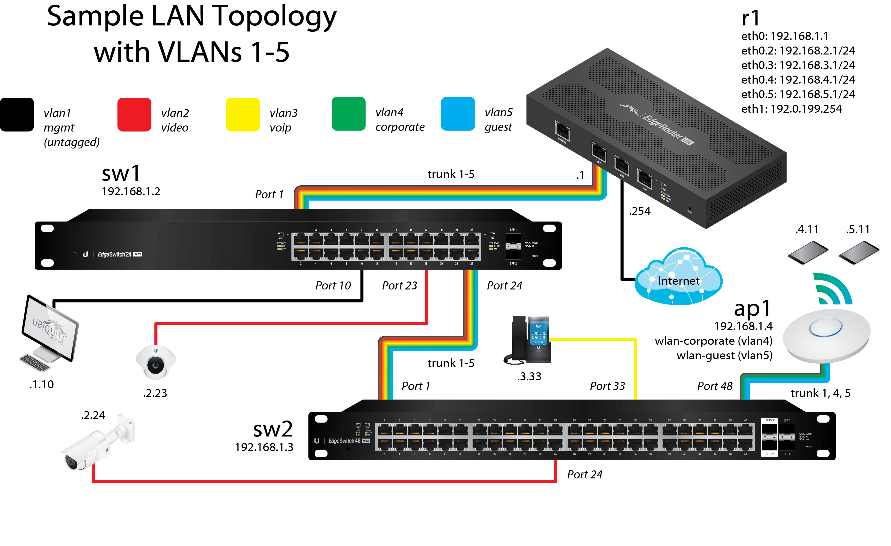 Sample LAN Topology
with VLANs 1-5
r1
eth0: 192.168.1.1
eth0.2: 192.168.2.1/24
eth0.3: 192.168.3.1/24
eth0.4: 192.168.4.1/24
eth0.5: 192.168.5.1/24
eth1: 192.0.199.254
vlan1
mgmt
(untagged)
vlan2
video
vlan3
voip
vlan4
corporate
vlan5
guest
EdgeRouter
sw1
192.168.1.2
Port 1
trunk 1-5
.1
.254
EdgeSwitch 24
Port 10
Port 23
Port 24
Internet
.4.11
.5.11
ap1
192.168.1.4
wlan-corporate (vlan4)
wlan-guest (vlan5)
.1.10
.2.23
.3.33
trunk 1-5
Port 1
Port 33
Port 48
trunk 1, 4, 5
.2.24
sw2
192.168.1.3
EdgeSwitch 48
Port 24